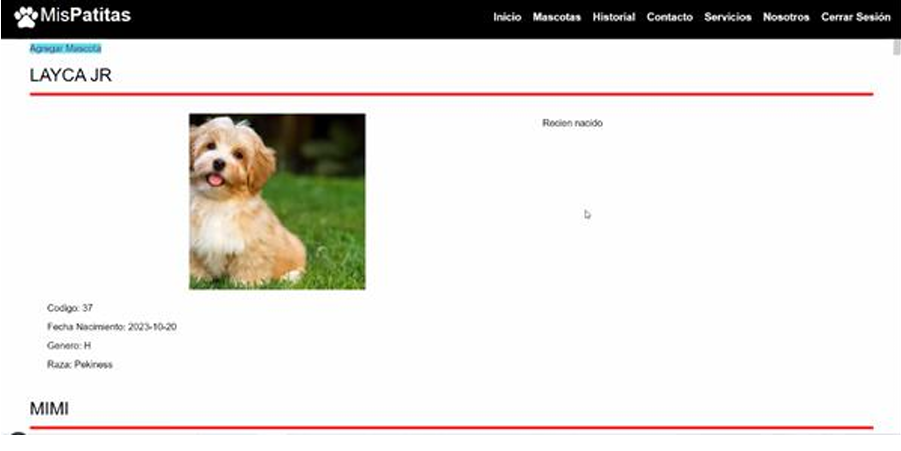 MisPatitas
Inicio Mascotas Historial Contacto Servicios Nosotros Cerrar Sesión
Agregar Mascota
LAYCA JR
Recien nacido
Codigo: 37
Fecha Nacimiento: 2023-10-20
Genero: H
Raza: Pekiness
MIMI